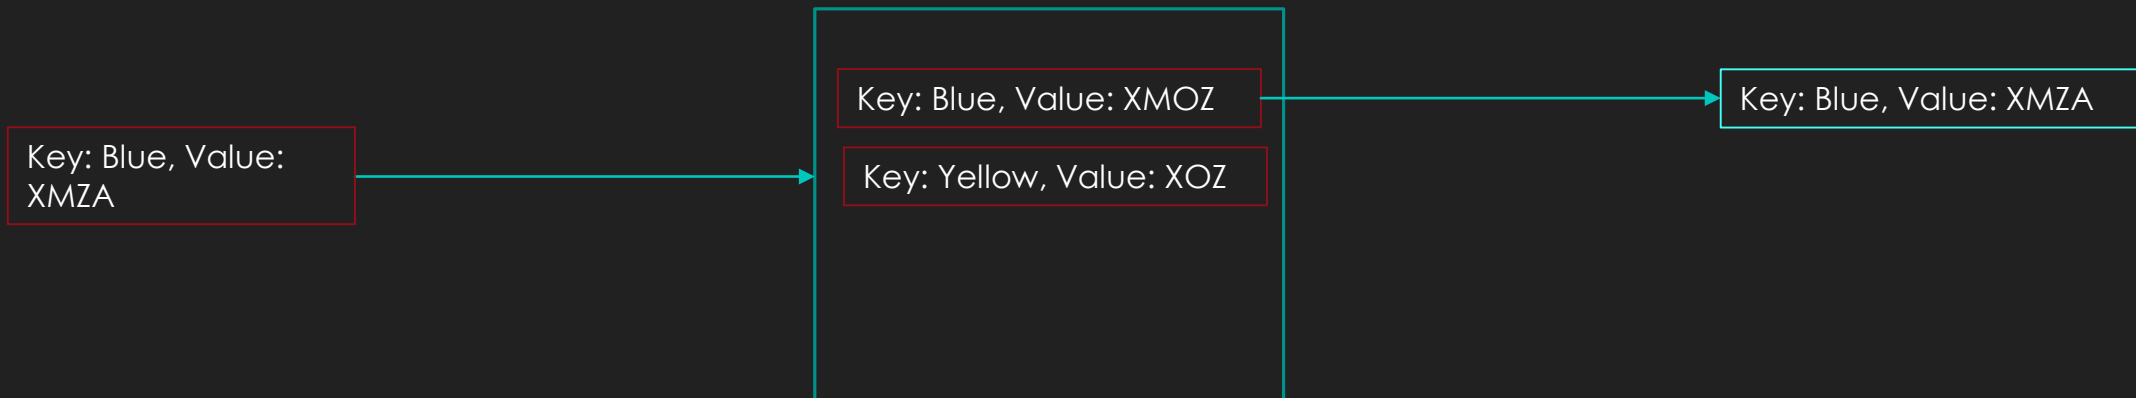 Key: Blue, Value:
XMZA
Key: Blue, Value: XMOZ
Key: Yellow, Value: XOZ
Key: Blue, Value: XMZA